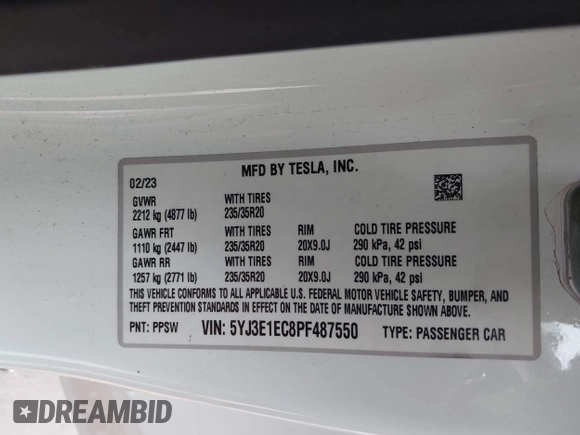 MFD BY TESLA, INC.
02/23
GVWR WITH TIRES
2212 kg (4877 lb) 235/35R20
GAWR FRT WITH TIRES RIM COLD TIRE PRESSURE
1110 kg (2447 lb) 235/35R20 20X9.0J 290 kPa, 42 psi
GAWR RR WITH TIRES RIM COLD TIRE PRESSURE
1257 kg (2771 lb) 235/35R20 20X9.0J 290 kPa, 42 psi
THIS VEHICLE CONFORMS TO ALL APPLICABLE U.S. FEDERAL MOTOR VEHICLE SAFETY, BUMPER, AND
THEFT PREVENTION STANDARDS IN EFFECT ON THE DATE OF MANUFACTURE SHOWN ABOVE.
PNT: PPSW VIN: 5YJ3E1EC8PF487550 TYPE: PASSENGER CAR
DREAMBID